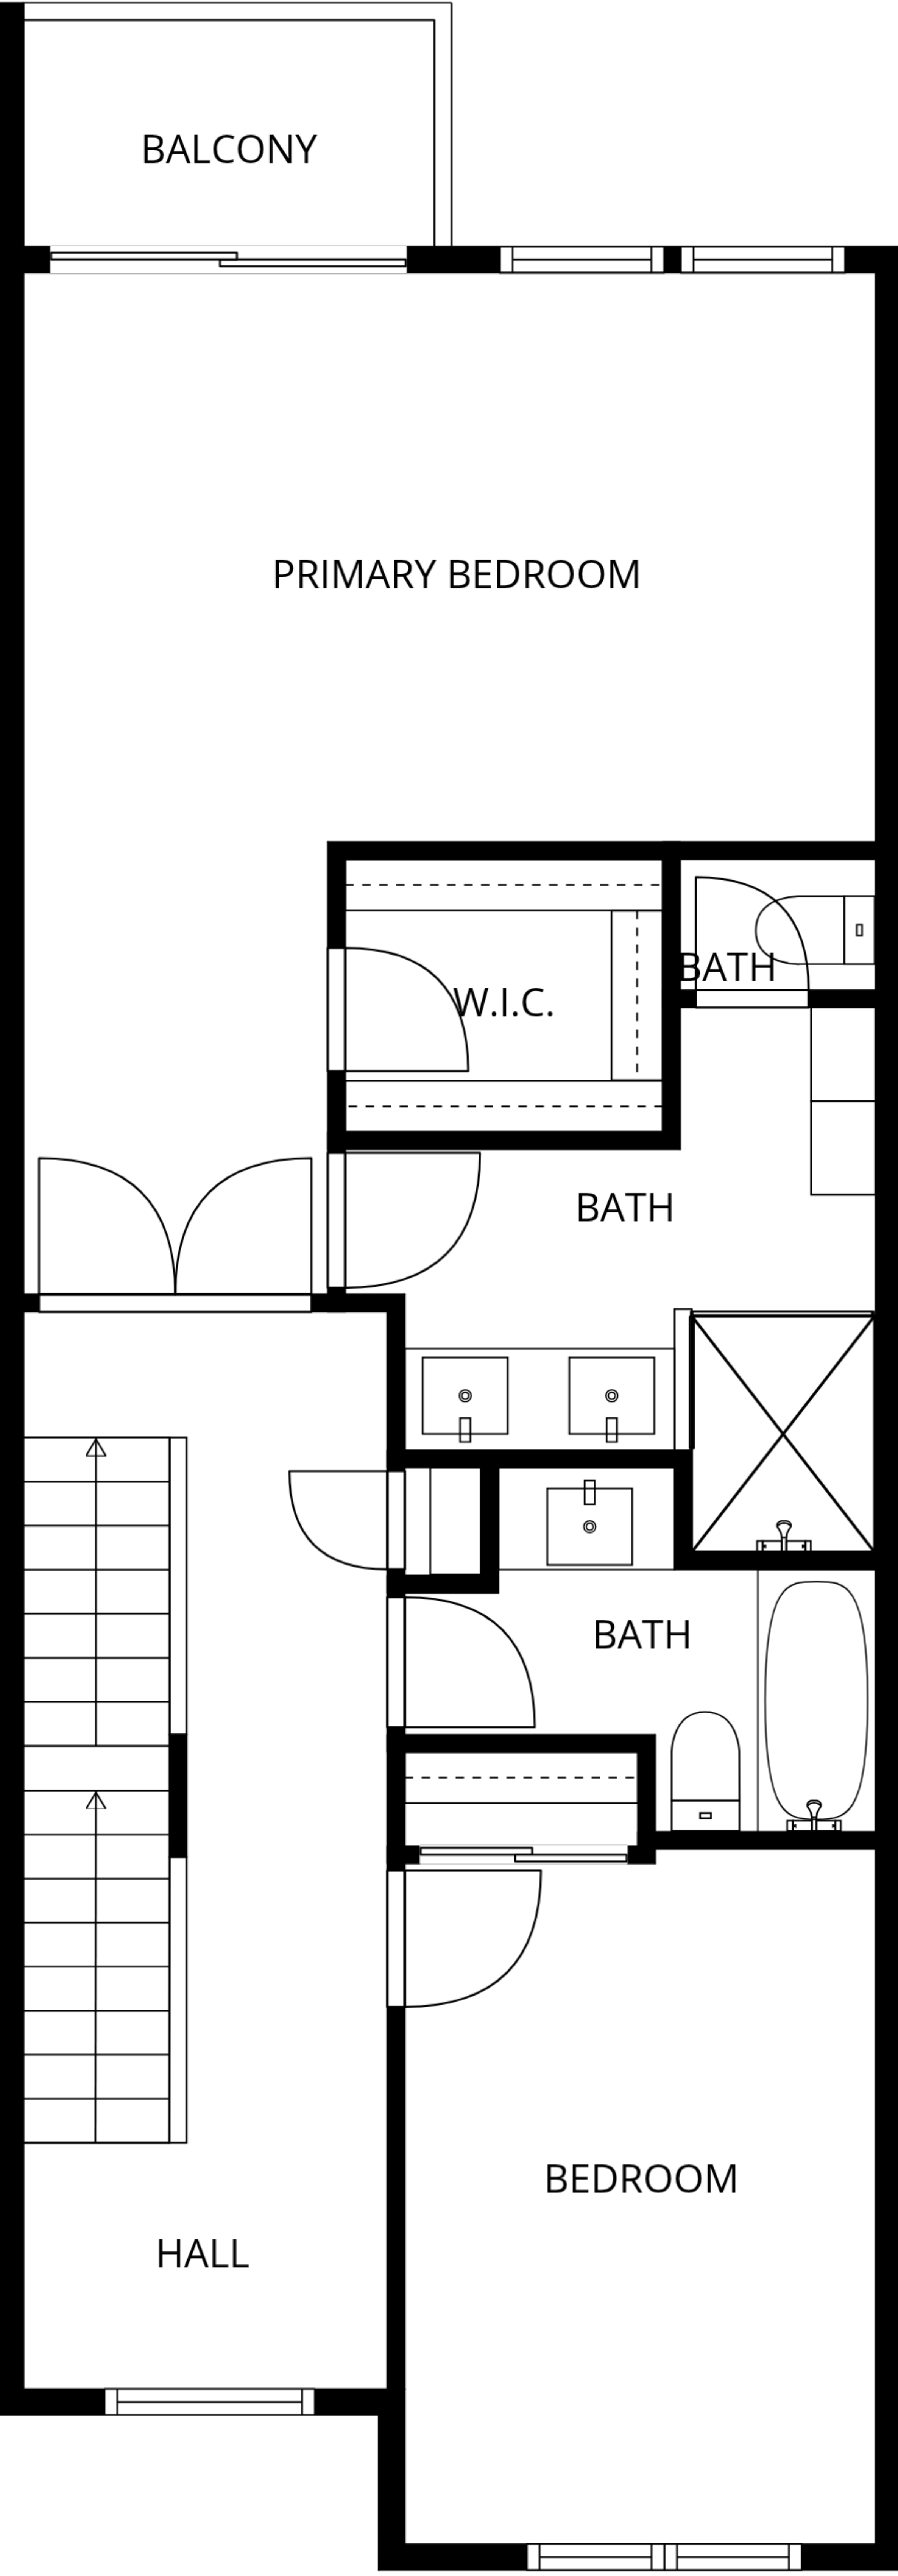 BALCONY
PRIMARY BEDROOM
BATH
W.I.C.
BATH
BATH
BEDROOM
HALL